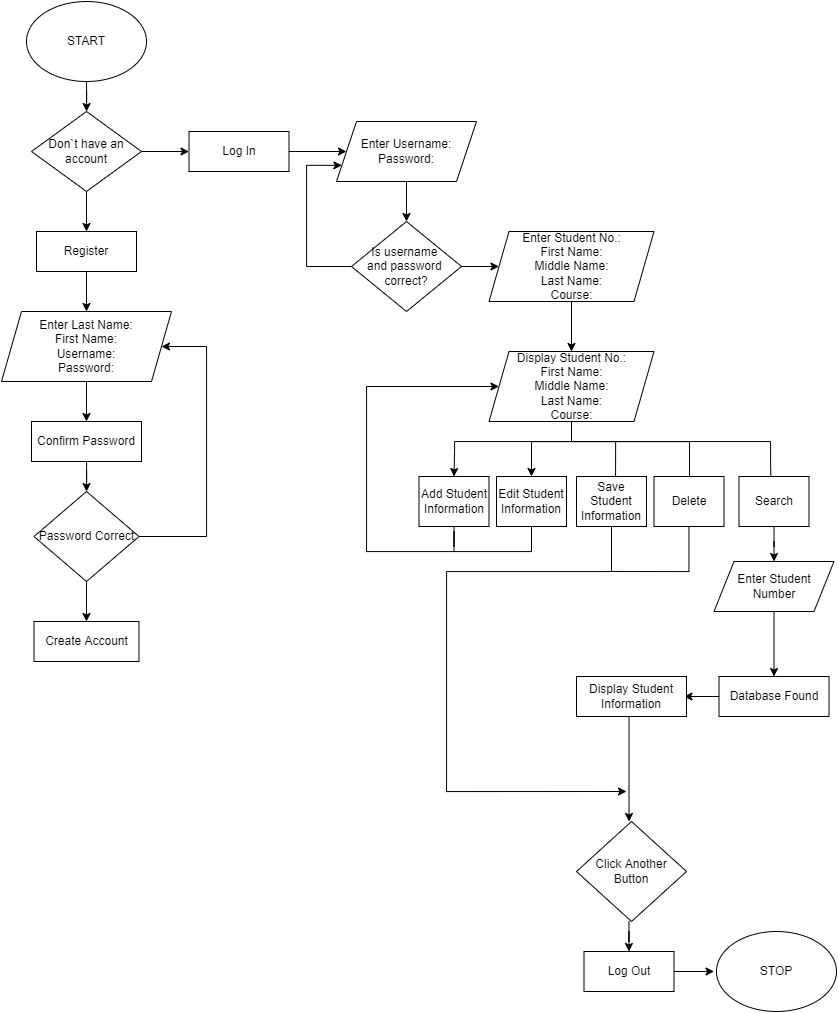 START
Don`t have an
account
Log In
Enter Username:
Password:
Register
Is username
and password
correct?
Enter Student No.:
First Name:
Middle Name:
Last Name:
Course:
Enter Last Name:
First Name:
Username:
Password:
Display Student No.:
First Name:
Middle Name:
Last Name:
Course:
Confirm Password
Add Student
Information
Edit Student
Information
Save
Student
Information
Delete
Search
Password Correct
Enter Student
Number
Create Account
Display Student
Information
Database Found
Click Another
Button
Log Out
STOP